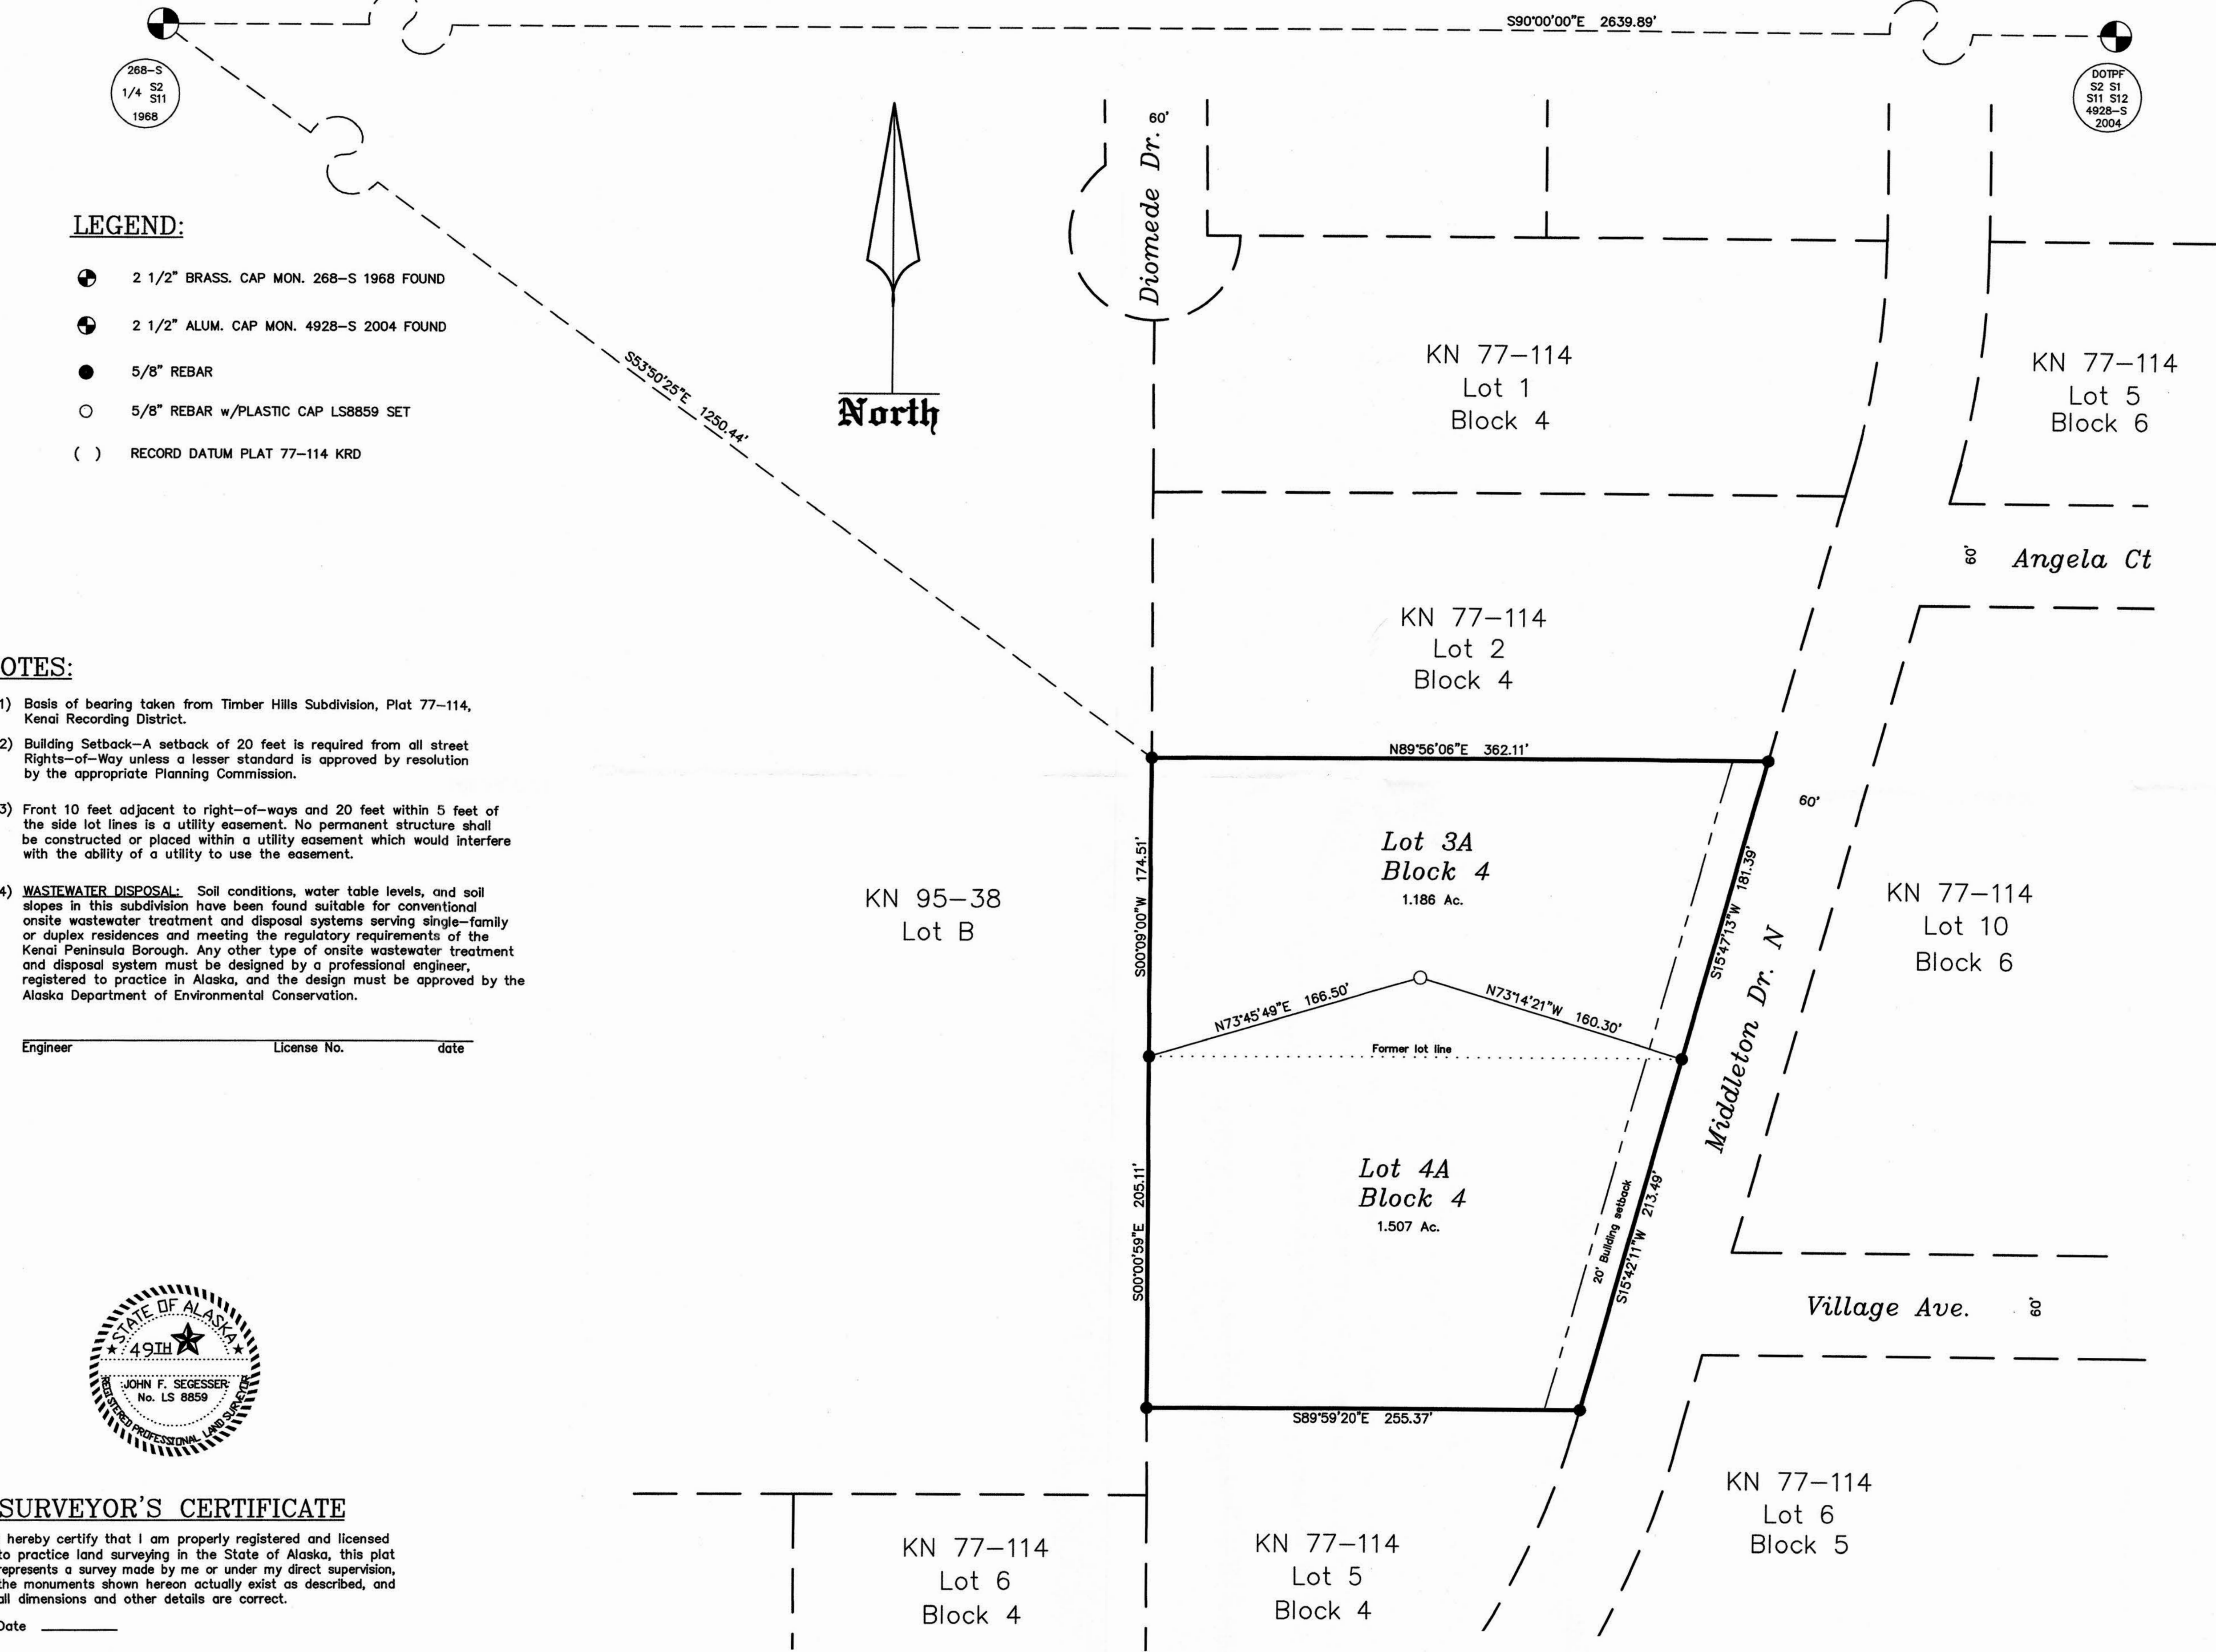 S90°00'00"E 2639.89'
268-S
1/4 S2
S11
1968
DOTPF
S2 S1
S11 S12
4928-S
2004
60'
Diomede Dr.
LEGEND:
2 1/2" BRASS. CAP MON. 268-S 1968 FOUND
2 1/2" ALUM. CAP MON. 4928-S 2004 FOUND
5/8" REBAR
5/8" REBAR w/PLASTIC CAP LS8859 SET
( ) RECORD DATUM PLAT 77-114 KRD
S53°50'25"E 1250.44'
North
KN 77-114
Lot 1
Block 4
KN 77-114
Lot 5
Block 6
60'
Angela Ct
KN 77-114
Lot 2
Block 4
OTES:
1) Basis of bearing taken from Timber Hills Subdivision, Plat 77-114,
Kenai Recording District.
2) Building Setback-A setback of 20 feet is required from all street
Rights-of-Way unless a lesser standard is approved by resolution
by the appropriate Planning Commission.
3) Front 10 feet adjacent to right-of-ways and 20 feet within 5 feet of
the side lot lines is a utility easement. No permanent structure shall
be constructed or placed within a utility easement which would interfere
with the ability of a utility to use the easement.
4) WASTEWATER DISPOSAL: Soil conditions, water table levels, and soil
slopes in this subdivision have been found suitable for conventional
onsite wastewater treatment and disposal systems serving single-family
or duplex residences and meeting the regulatory requirements of the
Kenai Peninsula Borough. Any other type of onsite wastewater treatment
and disposal system must be designed by a professional engineer,
registered to practice in Alaska, and the design must be approved by the
Alaska Department of Environmental Conservation.
Engineer License No. date
N89°56'06"E 362.11'
60'
Lot 3A
Block 4
1.186 Ac.
S00°09'00"W 174.51'
S15°47'13"W 181.39'
KN 95-38
Lot B
KN 77-114
Lot 10
Block 6
Middleton Dr. N
N73°45'49"E 166.50'
N73°14'21"W 160.30'
Former lot line
Lot 4A
Block 4
1.507 Ac.
S00°00'59"E 205.11'
20' Building setback
S15°42'11"W 213.49'
Village Ave.
60'
S89°59'20"E 255.37'
STATE OF ALASKA
49TH
JOHN F. SEGESSER
No. LS 8859
REGISTERED PROFESSIONAL LAND SURVEYOR
SURVEYOR'S CERTIFICATE
hereby certify that I am properly registered and licensed
to practice land surveying in the State of Alaska, this plat
represents a survey made by me or under my direct supervision,
the monuments shown hereon actually exist as described, and
all dimensions and other details are correct.
Date
KN 77-114
Lot 6
Block 4
KN 77-114
Lot 5
Block 4
KN 77-114
Lot 6
Block 5